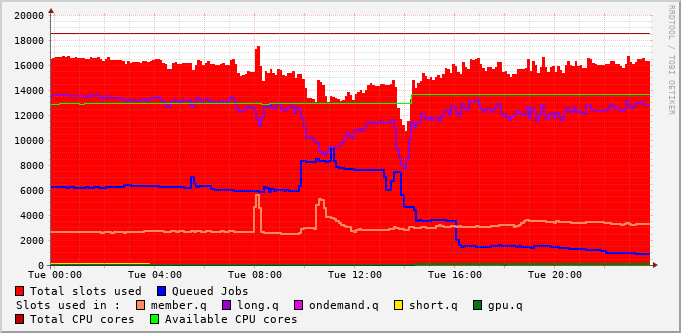 20000
18000
16000
14000
12000
10000
8000
6000
4000
2000
0
Tue 00:00 Tue 04:00 Tue 08:00 Tue 12:00 Tue 16:00 Tue 20:00
Total slots used Queued Jobs
Slots used in : member.q long.q ondemand.q short.q gpu.q
Total CPU cores Available CPU cores
RRDTOOL / TOBI OETIKER